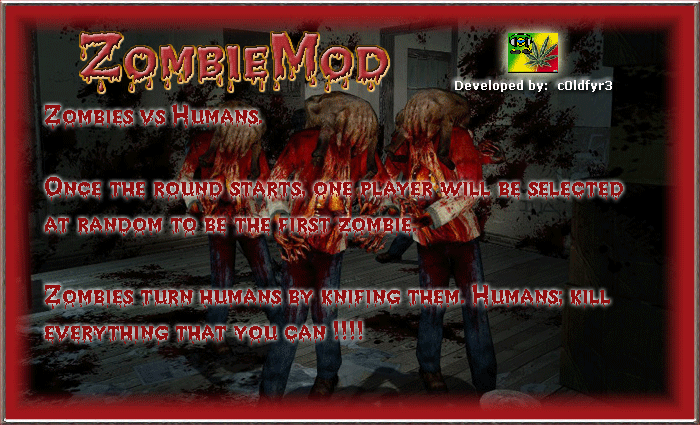 ZombieMod
Developed by: c0ldfyr3
Zombies vs Humans.
Once the round starts, one player will be selected
at random to be the first zombie.
Zombies turn humans by knifing them. Humans, kill
everything that you can !!!!